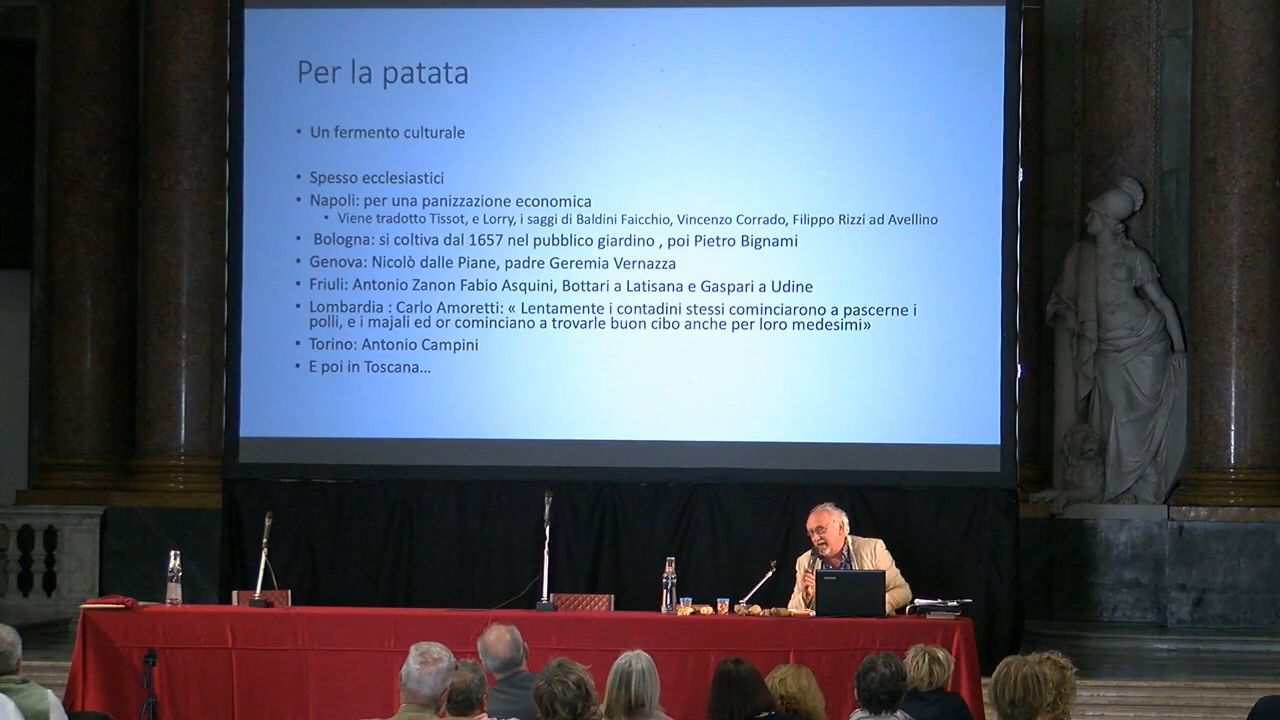 Per la patata
• Un fermento culturale
• Spesso ecclesiastici
• Napoli: per una panizzazione economica
• Viene tradotto Tissot, e Lorry, i saggi di Baldini Faicchio, Vincenzo Corrado, Filippo Rizzi ad Avellino
• Bologna: si coltiva dal 1657 nel pubblico giardino , poi Pietro Bignami
• Genova: Nicolò dalle Piane, padre Geremia Vernazza
• Friuli: Antonio Zanon Fabio Asquini, Bottari a Latisana e Gaspari a Udine
• Lombardia : Carlo Amoretti: « Lentamente i contadini stessi cominciarono a pascerne i
polli, e i majali ed or cominciano a trovarle buon cibo anche per loro medesimi»
• Torino: Antonio Campini
• E poi in Toscana…